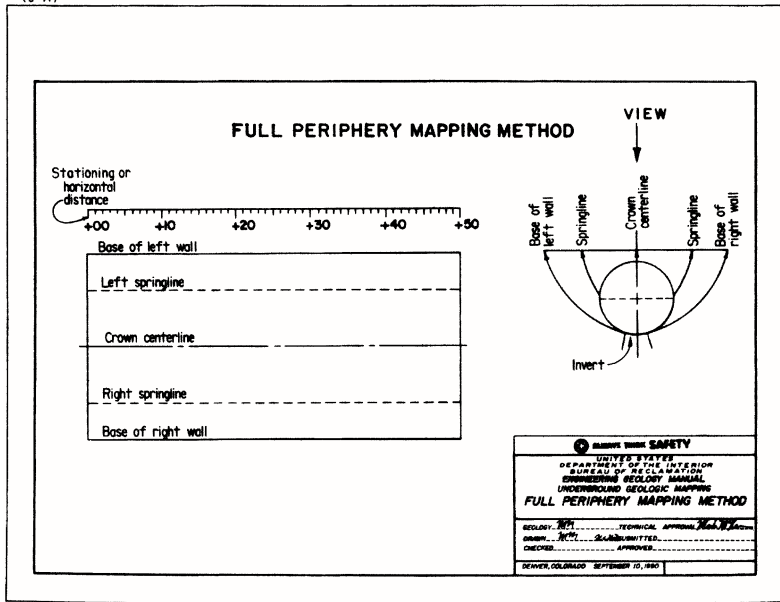 FULL PERIPHERY MAPPING METHOD
VIEW
Stationing or
horizontal
distance
+00 +10 +20 +30 +40 +50
Base of left wall
Left springline
Crown centerline
Right springline
Base of right wall
Base of
left wall
Springline
Crown
centerline
Springline
Base of
right wall
Invert
ALWAYS THINK SAFETY
UNITED STATES
DEPARTMENT OF THE INTERIOR
BUREAU OF RECLAMATION
ENGINEERING GEOLOGY MANUAL
UNDERGROUND GEOLOGIC MAPPING
FULL PERIPHERY MAPPING METHOD
GEOLOGY TECHNICAL APPROVAL
DRAWN SUBMITTED
CHECKED APPROVED
DENVER, COLORADO SEPTEMBER 10, 1990